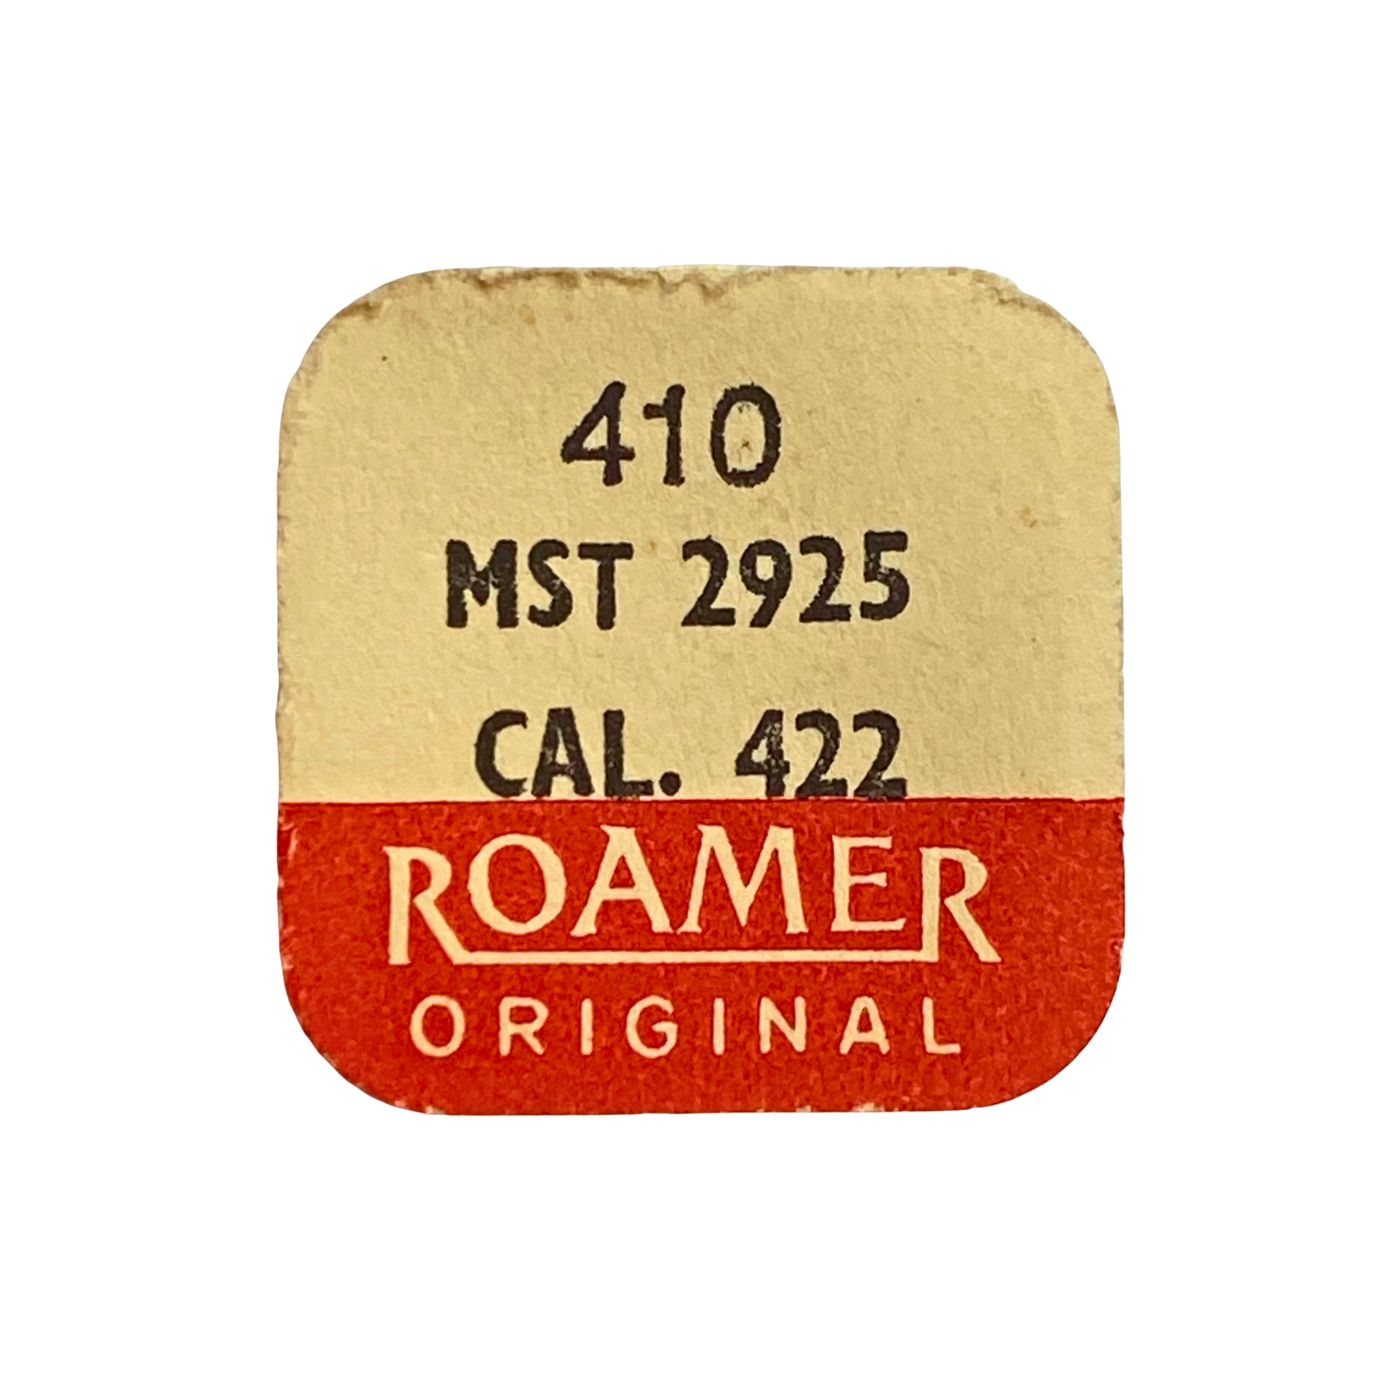 410
MST 2925
CAL. 422
ROAMER
ORIGINAL